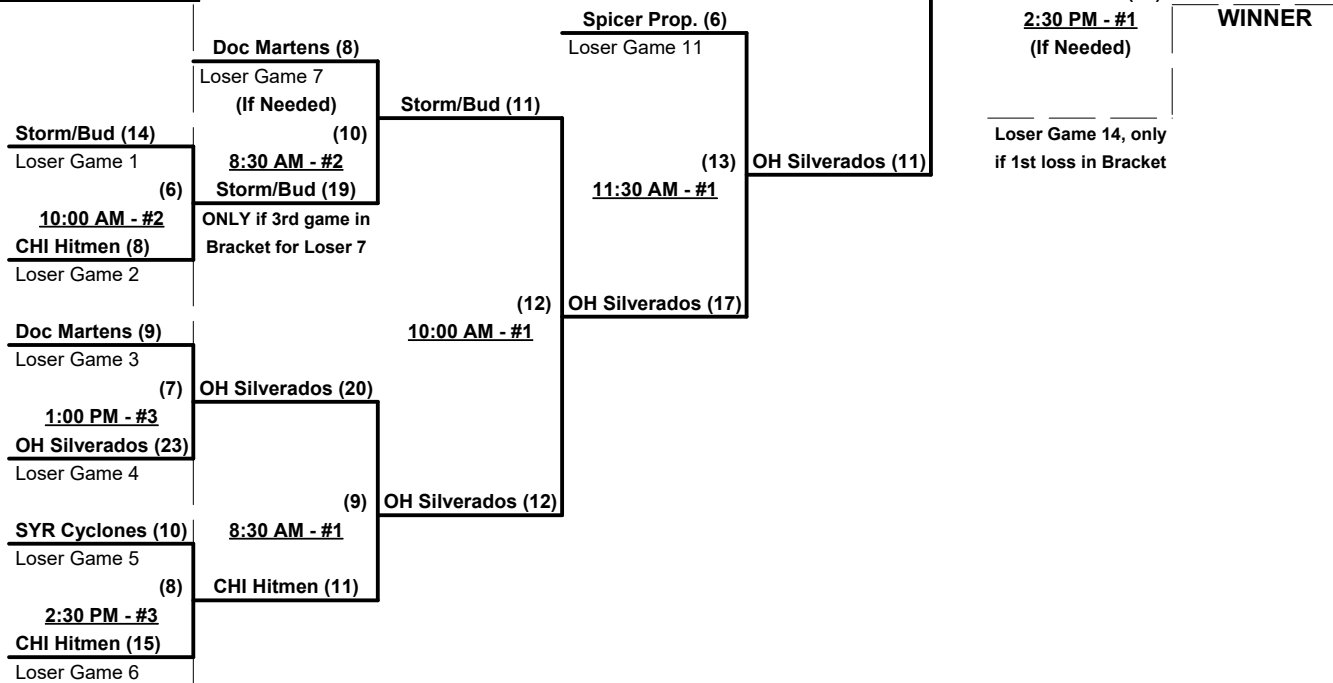 Spicer Prop. (6)
Loser Game 11
2:30 PM - #1
(If Needed)
WINNER
Doc Martens (8)
Loser Game 7
(If Needed)
(10)
8:30 AM - #2
Storm/Bud (19)
ONLY if 3rd game in
Bracket for Loser 7
Storm/Bud (11)
Storm/Bud (14)
Loser Game 1
(6)
10:00 AM - #2
CHI Hitmen (8)
Loser Game 2
(13)
11:30 AM - #1
OH Silverados (11)
Loser Game 14, only
if 1st loss in Bracket
(12)
10:00 AM - #1
OH Silverados (17)
Doc Martens (9)
Loser Game 3
(7)
1:00 PM - #3
OH Silverados (23)
Loser Game 4
OH Silverados (20)
(9)
8:30 AM - #1
OH Silverados (12)
SYR Cyclones (10)
Loser Game 5
(8)
2:30 PM - #3
CHI Hitmen (15)
Loser Game 6
CHI Hitmen (11)